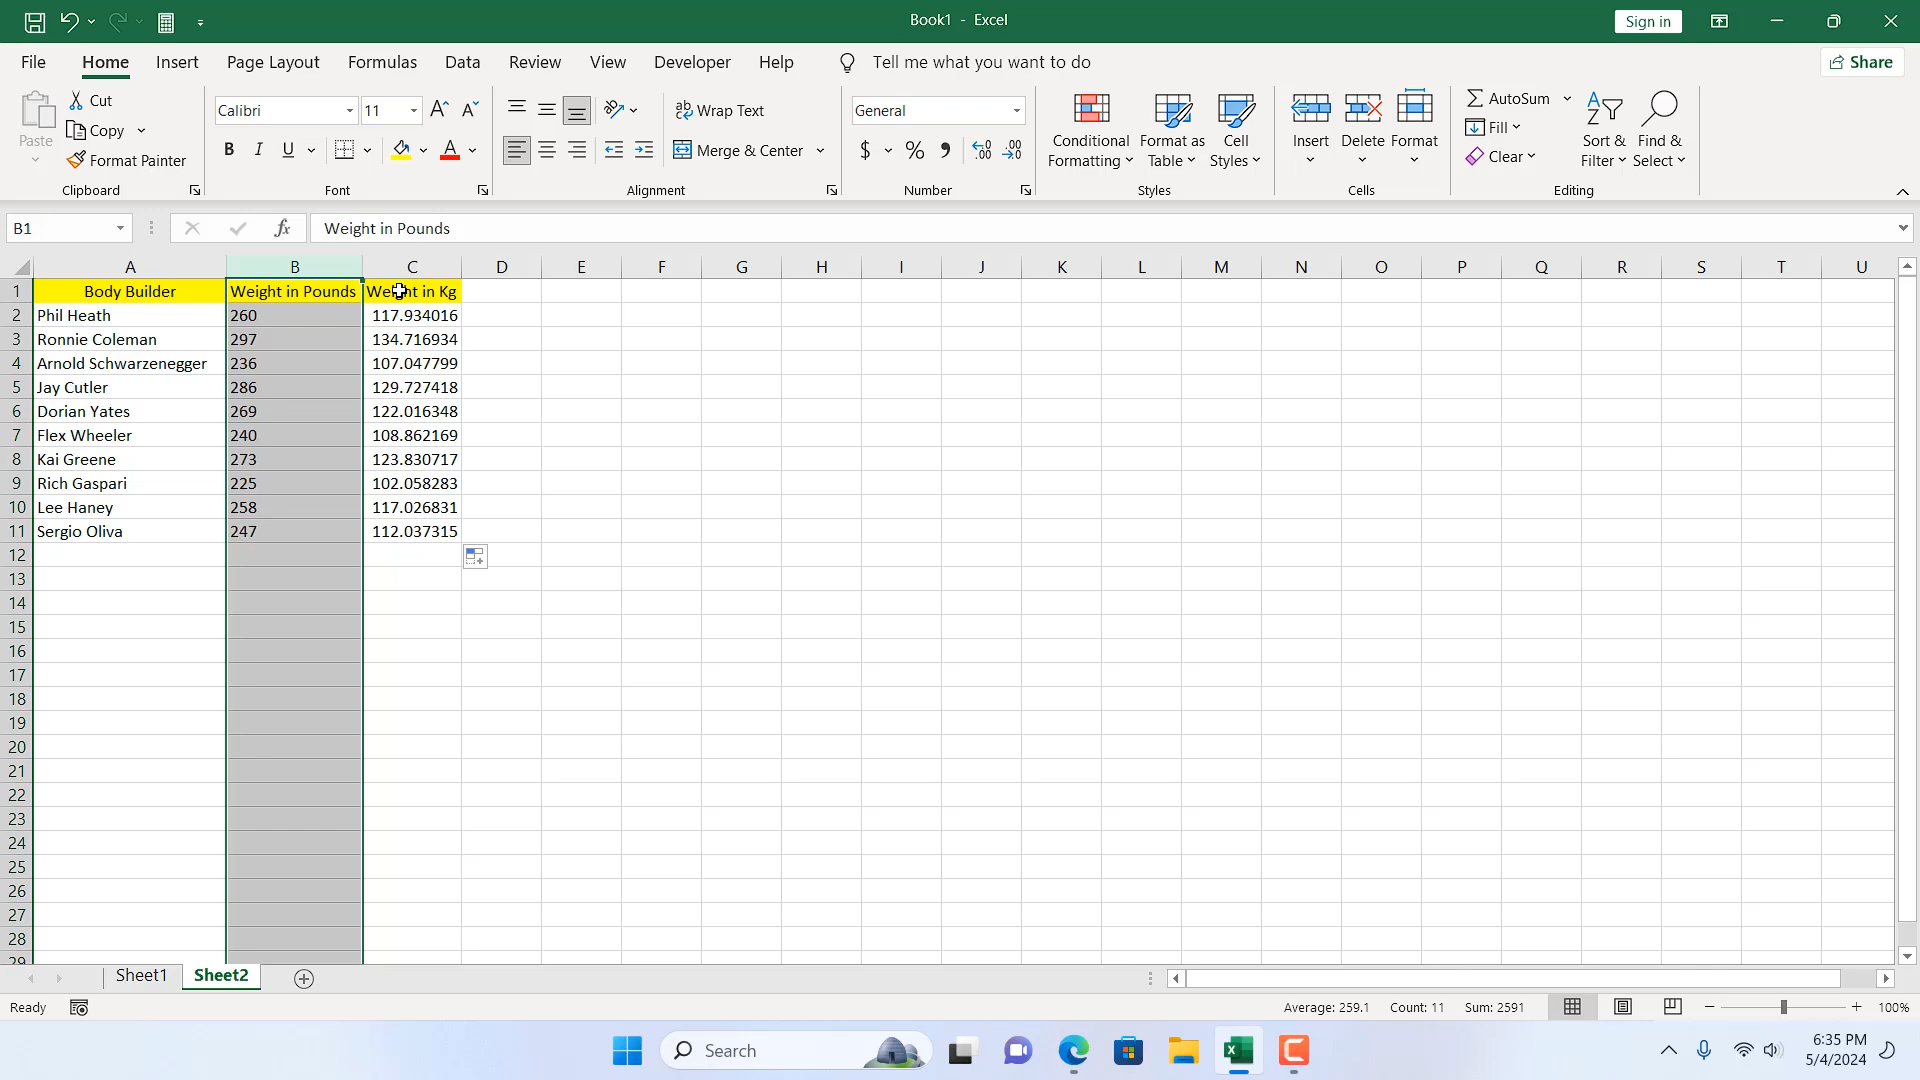 Book1 - Excel
Sign in
File Home Insert Page Layout Formulas Data Review View Developer Help Tell me what you want to do Share
Paste
Cut
Copy
Format Painter
Clipboard
Calibri 11
B I U
Font
Wrap Text
Merge & Center
Alignment
General
$ % ,
Number
Conditional Formatting
Format as Table
Cell Styles
Styles
Insert Delete Format
Cells
AutoSum
Fill
Clear
Sort & Filter
Find & Select
Editing
B1 fx Weight in Pounds
A B C D E F G H I J K L M N O P Q R S T U
1 Body Builder Weight in Pounds Weight in Kg
2 Phil Heath 260 117.934016
3 Ronnie Coleman 297 134.716934
4 Arnold Schwarzenegger 236 107.047799
5 Jay Cutler 286 129.727418
6 Dorian Yates 269 122.016348
7 Flex Wheeler 240 108.862169
8 Kai Greene 273 123.830717
9 Rich Gaspari 225 102.058283
10 Lee Haney 258 117.026831
11 Sergio Oliva 247 112.037315
12
13
14
15
16
17
18
19
20
21
22
23
24
25
26
27
28
29
Sheet1 Sheet2
Ready Average: 259.1 Count: 11 Sum: 2591 100%
Search
6:35 PM
5/4/2024